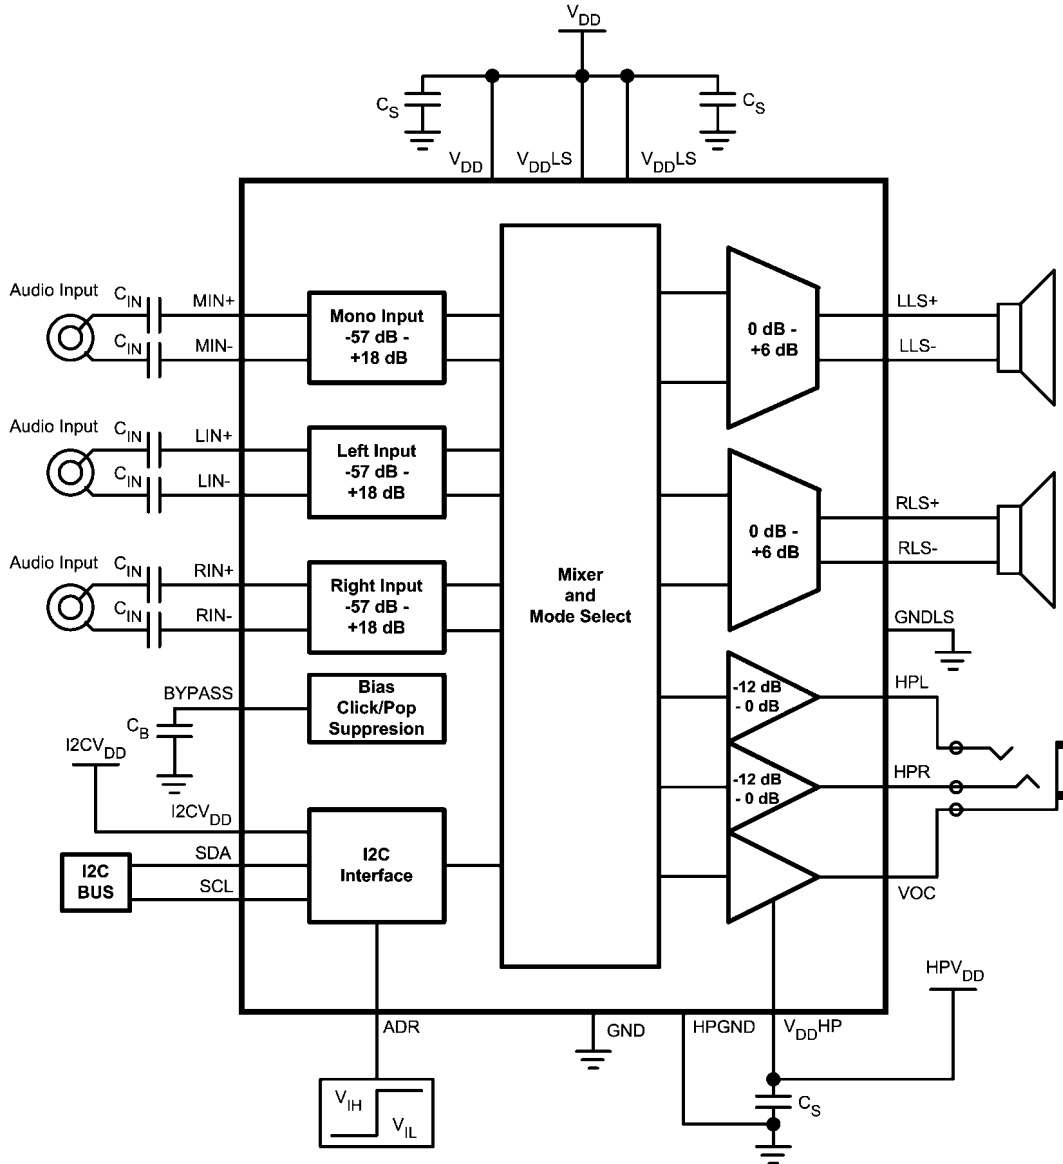 VDD
CS
CS
VDD
VDDLS
VDDLS
Audio Input
CIN
MIN+
CIN
MIN-
Mono Input
-57 dB -
+18 dB
0 dB -
+6 dB
LLS+
LLS-
Audio Input
CIN
LIN+
CIN
LIN-
Left Input
-57 dB -
+18 dB
0 dB -
+6 dB
RLS+
RLS-
Audio Input
CIN
RIN+
CIN
RIN-
Right Input
-57 dB -
+18 dB
Mixer
and
Mode Select
GNDLS
BYPASS
CB
Bias
Click/Pop
Suppresion
-12 dB
- 0 dB
HPL
-12 dB
- 0 dB
HPR
I2CVDD
I2CVDD
SDA
SCL
I2C
BUS
I2C
Interface
VOC
HPVDD
ADR
GND
HPGND
VDDHP
CS
VIH
VIL